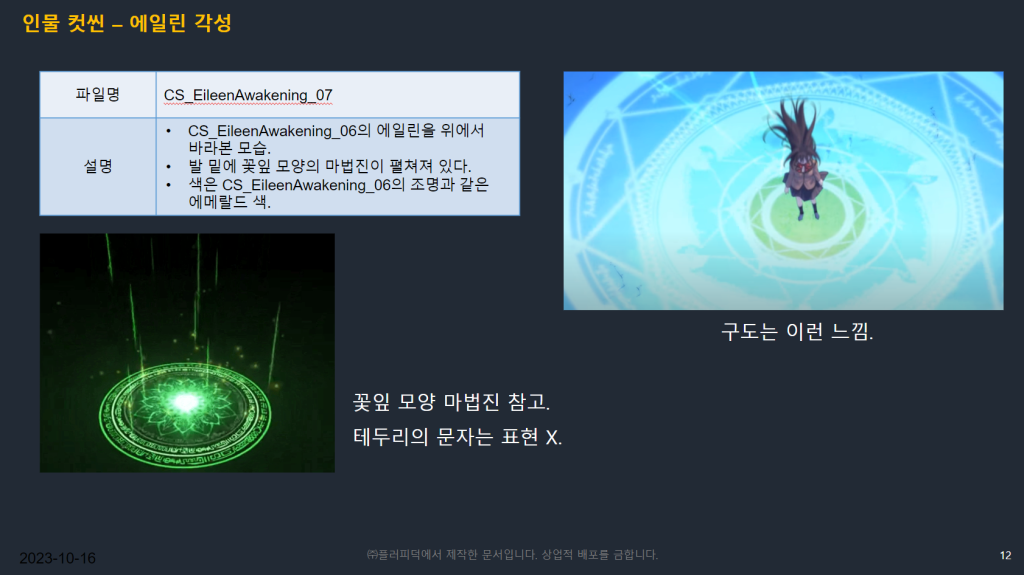 인물 컷씬 – 에일린 각성
파일명
CS_EileenAwakening_07
설명
• CS_EileenAwakening_06의 에일린을 위에서
바라본 모습.
• 발 밑에 꽃잎 모양의 마법진이 펼쳐져 있다.
• 색은 CS_EileenAwakening_06의 조명과 같은
에메랄드 색.
구도는 이런 느낌.
꽃잎 모양 마법진 참고.
테두리의 문자는 표현 X.
2023-10-16
㈜플러피덕에서 제작한 문서입니다. 상업적 배포를 금합니다.
12